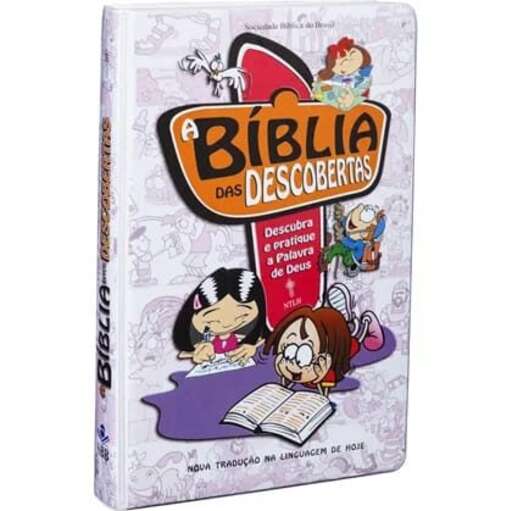 Sociedade Bíblica do Brasil
A BÍBLIA
DAS DESCOBERTAS
Descubra
e pratique
a Palavra
de Deus
NTLH
NOVA TRADUÇÃO NA LINGUAGEM DE HOJE
A BÍBLIA DAS DESCOBERTAS
SBB